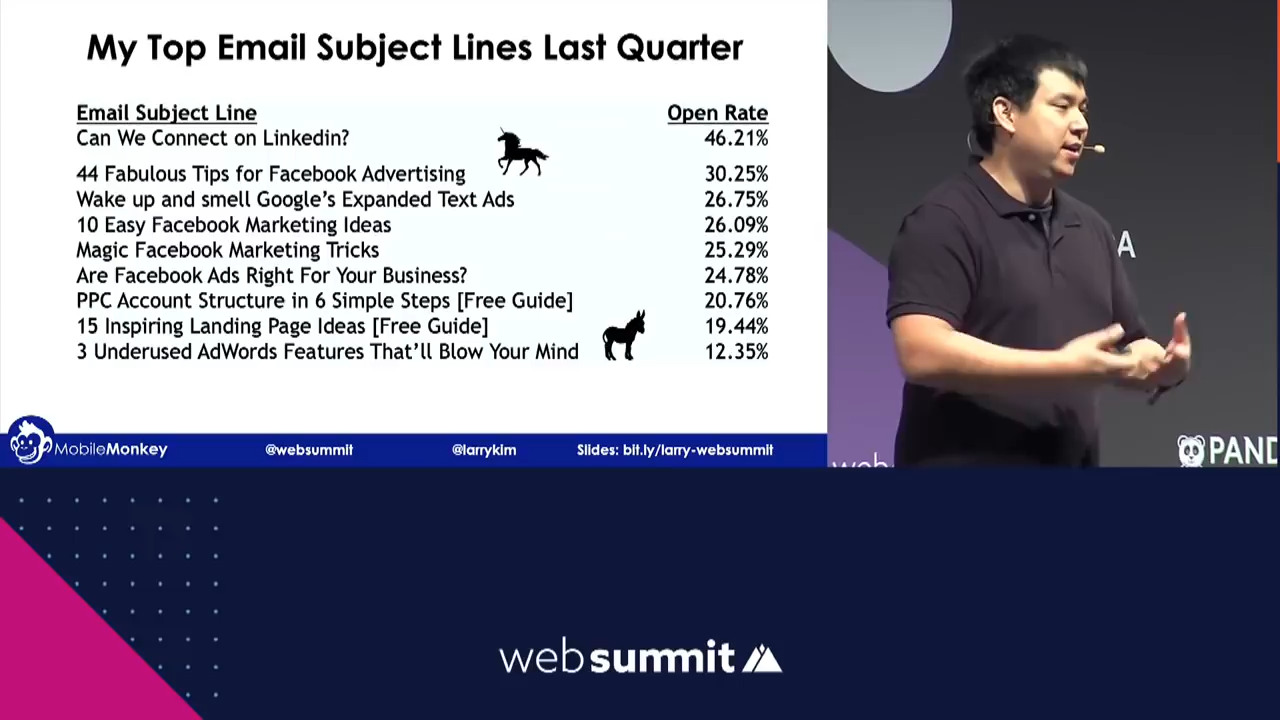 My Top Email Subject Lines Last Quarter
Email Subject Line Open Rate
Can We Connect on Linkedin? 46.21%
44 Fabulous Tips for Facebook Advertising 30.25%
Wake up and smell Google’s Expanded Text Ads 26.75%
10 Easy Facebook Marketing Ideas 26.09%
Magic Facebook Marketing Tricks 25.29%
Are Facebook Ads Right For Your Business? 24.78%
PPC Account Structure in 6 Simple Steps [Free Guide] 20.76%
15 Inspiring Landing Page Ideas [Free Guide] 19.44%
3 Underused AdWords Features That’ll Blow Your Mind 12.35%
MobileMonkey @websummit @larrykim Slides: bit.ly/larry-websummit
A
web
PAND
web summit